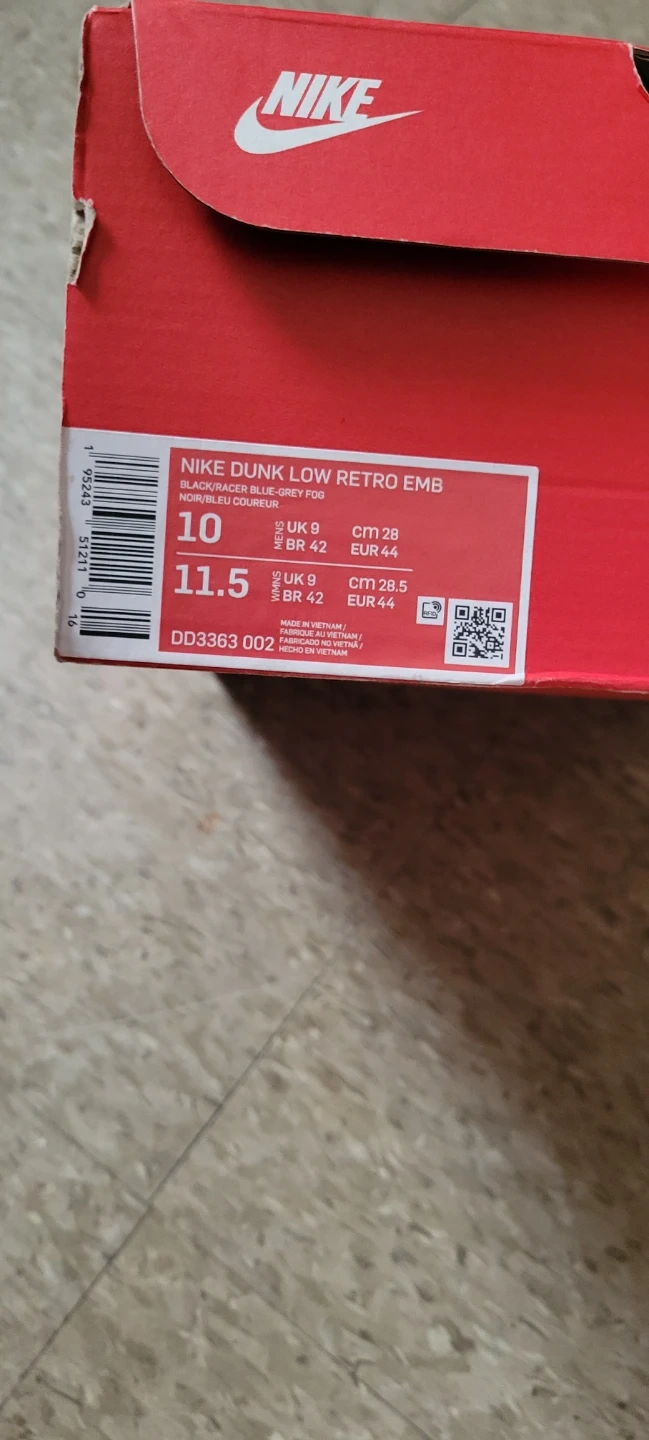 NIKE
NIKE DUNK LOW RETRO EMB
BLACK/RACER BLUE-GREY FOG
NOIR/BLEU COUREUR
10 MENS UK 9 cm 28
BR 42 EUR 44
11.5 WMNS UK 9 cm 28.5
BR 42 EUR 44
RFID
DD3363 002
MADE IN VIETNAM /
FABRIQUE AU VIETNAM /
FABRICADO NO VIETNÃ /
HECHO EN VIETNAM
1 95243 51211 0 16